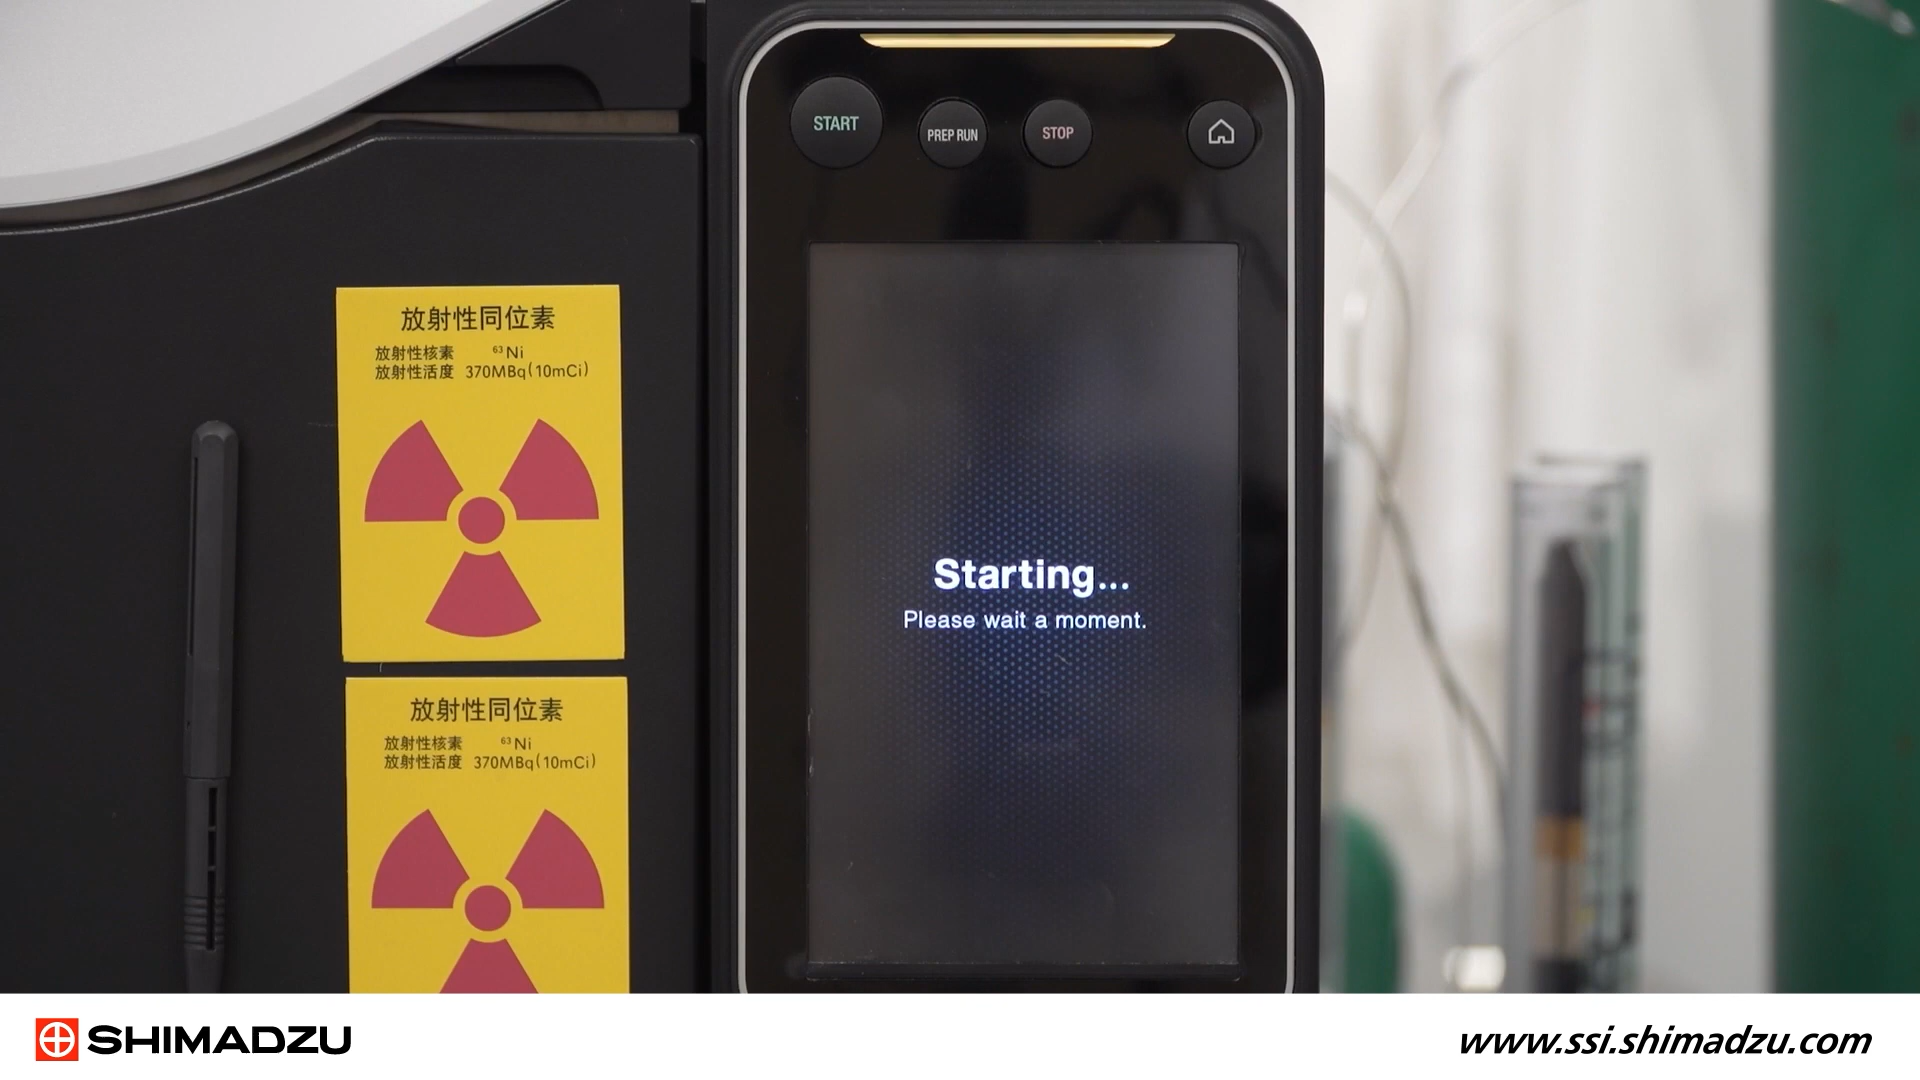 START
PREP RUN
STOP
放射性同位素
放射性核素 ⁶³Ni
放射性活度 370MBq(10mCi)
Starting...
Please wait a moment.
放射性同位素
放射性核素 ⁶³Ni
放射性活度 370MBq(10mCi)
SHIMADZU
www.ssi.shimadzu.com